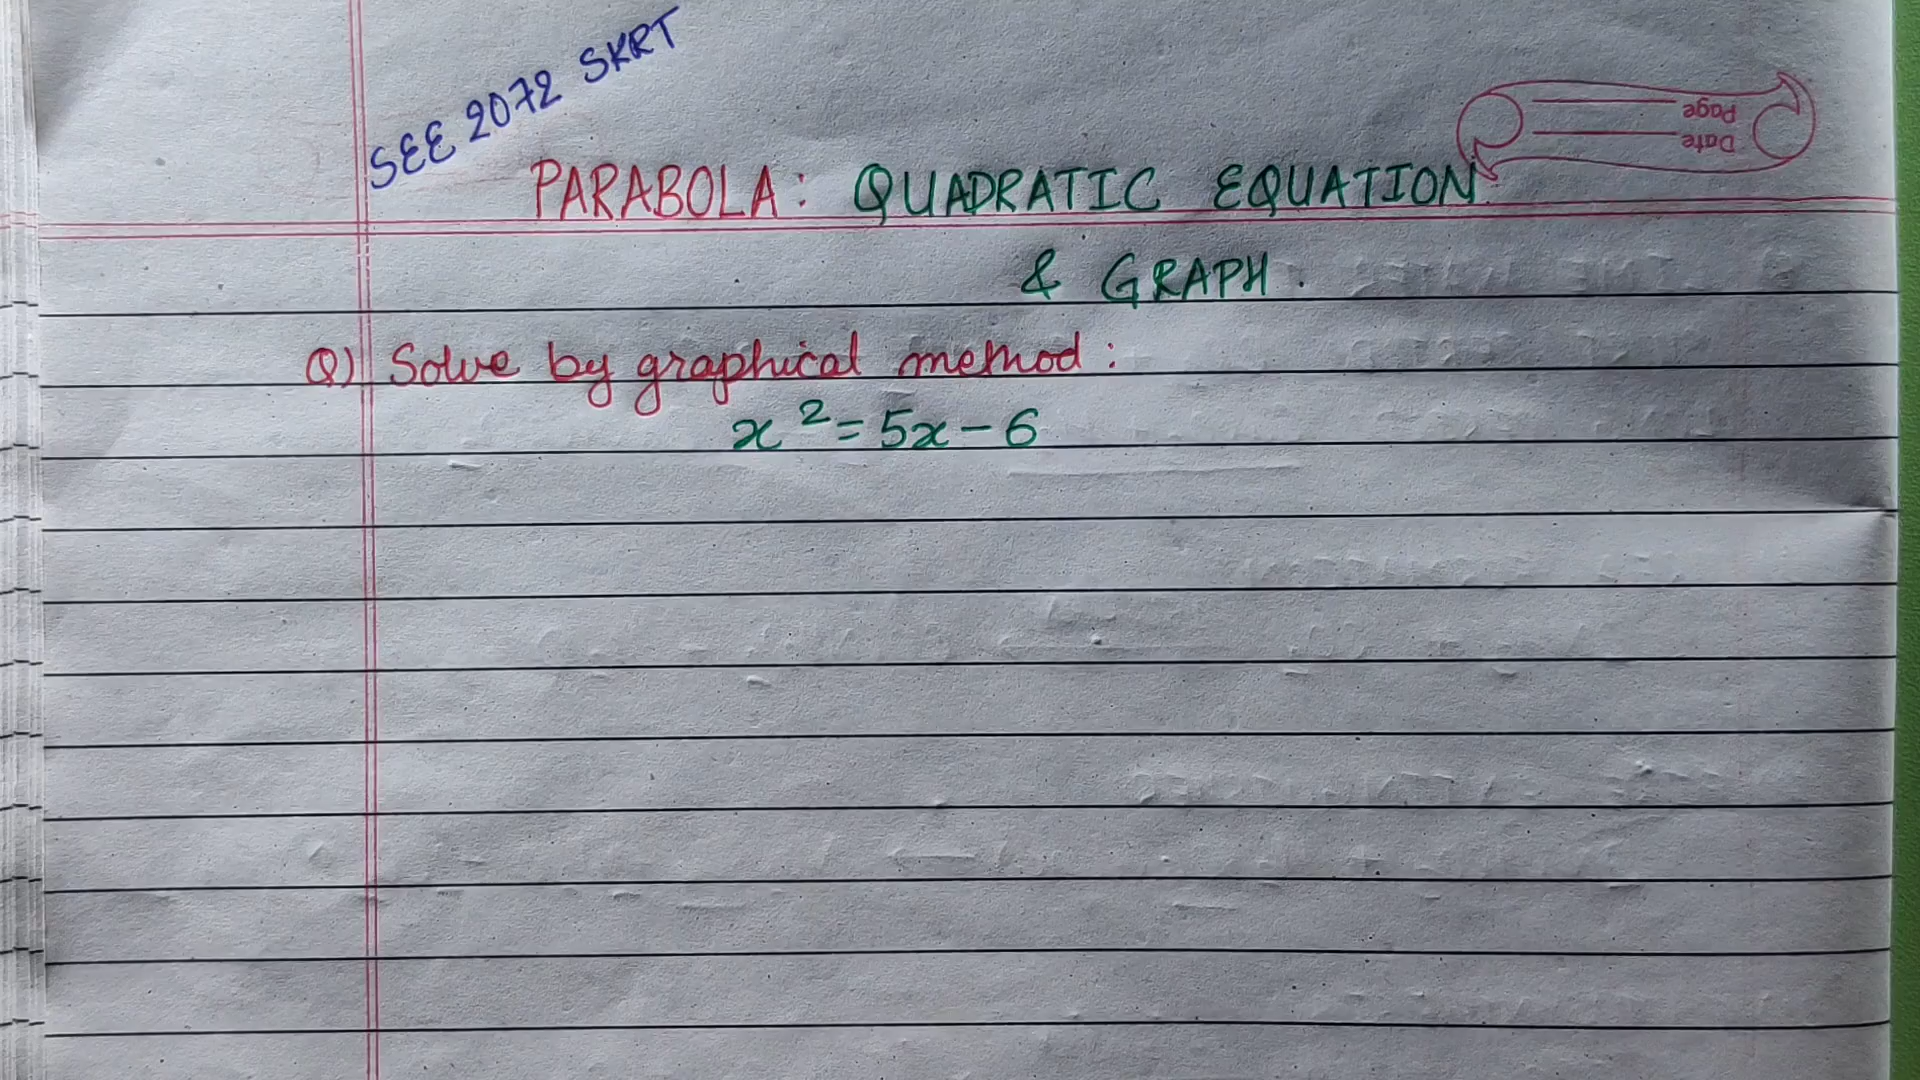 SEE 2072 SKRT
Page
Date
PARABOLA: QUADRATIC EQUATION
& GRAPH.
Q) Solve by graphical method:
x² = 5x - 6